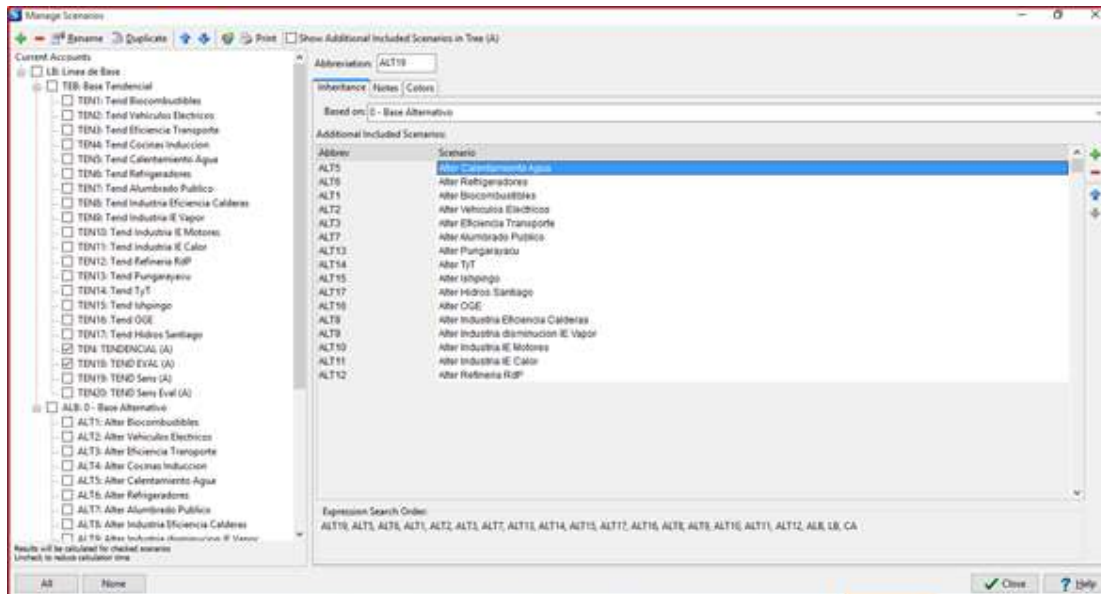 Manage Scenarios
Rename Duplicate Print Show Additional Included Scenarios in Tree (A)
Current Accounts
LB: Linea de Base
TEB: Base Tendencial
TEN1: Tend Biocombustibles
TEN2: Tend Vehiculos Electricos
TEN3: Tend Eficiencia Transporte
TEN4: Tend Cocinas Induccion
TEN5: Tend Calentamiento Agua
TEN6: Tend Refrigeradores
TEN7: Tend Alumbrado Publico
TEN8: Tend Industria Eficiencia Calderas
TEN9: Tend Industria IE Vapor
TEN10: Tend Industria IE Motores
TEN11: Tend Industria IE Calor
TEN12: Tend Refineria RdP
TEN13: Tend Pungarayacu
TEN14: Tend TyT
TEN15: Tend Ishpingo
TEN16: Tend OGE
TEN17: Tend Hidros Santiago
TEN: TENDENCIAL (A)
TEN18: TEND EVAL (A)
TEN19: TEND Sens (A)
TEN20: TEND Sens Eval (A)
ALB: 0 - Base Alternativo
ALT1: Alter Biocombustibles
ALT2: Alter Vehiculos Electricos
ALT3: Alter Eficiencia Transporte
ALT4: Alter Cocinas Induccion
ALT5: Alter Calentamiento Agua
ALT6: Alter Refrigeradores
ALT7: Alter Alumbrado Publico
ALT8: Alter Industria Eficiencia Calderas
ALT9: Alter Industria disminucion IE Vapor
Results will be calculated for checked scenarios
Uncheck to reduce calculation time
All None
Abbreviation: ALT19
Inheritance Notes Colors
Based on: 0 - Base Alternativo
Additional Included Scenarios:
Abbrev Scenario
ALT5 Alter Calentamiento Agua
ALT6 Alter Refrigeradores
ALT1 Alter Biocombustibles
ALT2 Alter Vehiculos Electricos
ALT3 Alter Eficiencia Transporte
ALT7 Alter Alumbrado Publico
ALT13 Alter Pungarayacu
ALT14 Alter TyT
ALT15 Alter Ishpingo
ALT17 Alter Hidros Santiago
ALT16 Alter OGE
ALT8 Alter Industria Eficiencia Calderas
ALT9 Alter Industria disminucion IE Vapor
ALT10 Alter Industria IE Motores
ALT11 Alter Industria IE Calor
ALT12 Alter Refineria RdP
Expression Search Order:
ALT19, ALT5, ALT6, ALT1, ALT2, ALT3, ALT7, ALT13, ALT14, ALT15, ALT17, ALT16, ALT8, ALT9, ALT10, ALT11, ALT12, ALB, LB, CA
Close Help